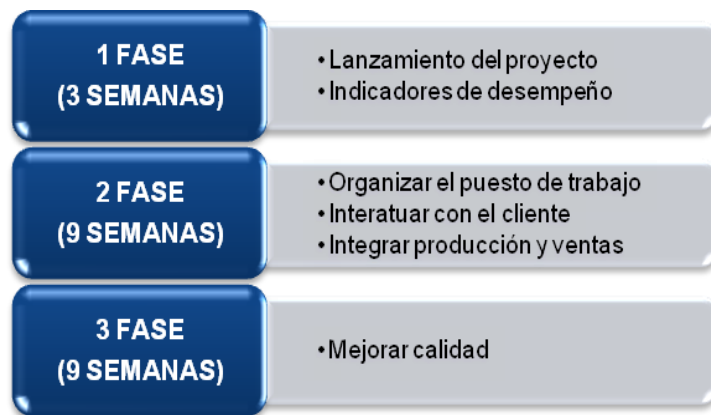 1 FASE
(3 SEMANAS)
• Lanzamiento del proyecto
• Indicadores de desempeño
2 FASE
(9 SEMANAS)
• Organizar el puesto de trabajo
• Interatuar con el cliente
• Integrar producción y ventas
3 FASE
(9 SEMANAS)
• Mejorar calidad